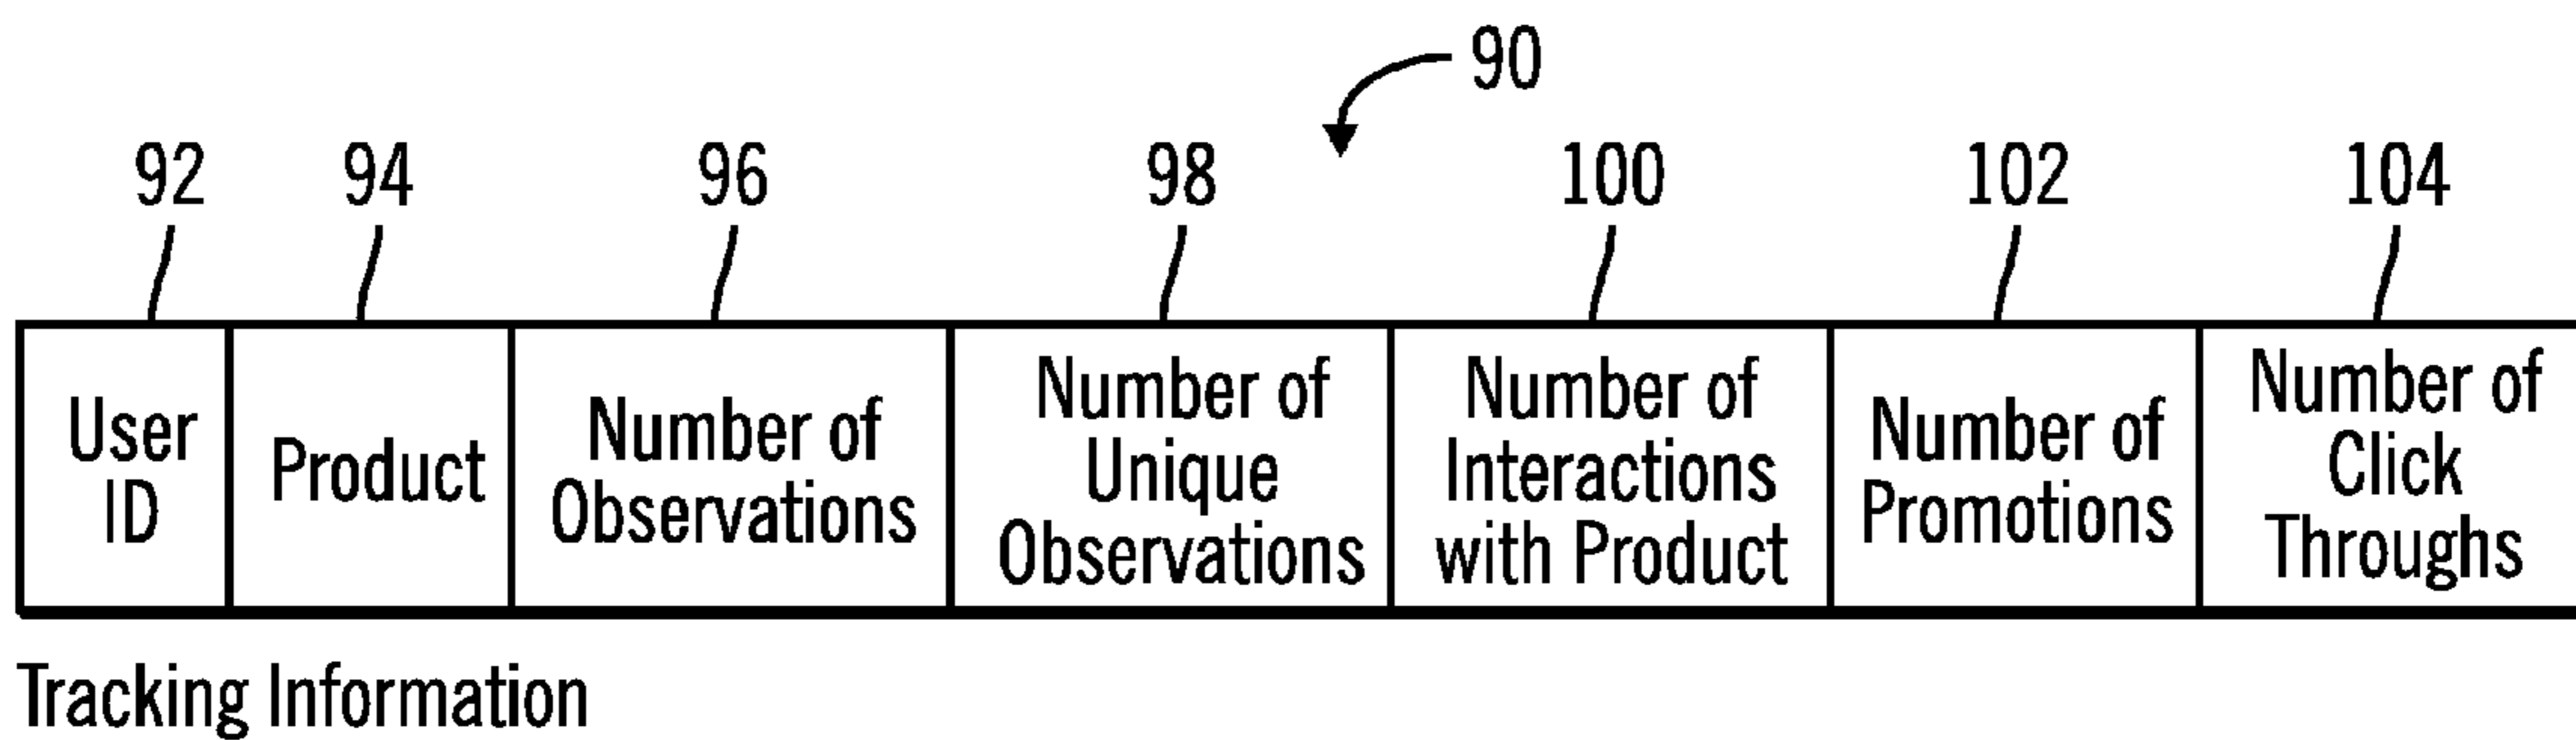 90
92 94 96 98 100 102 104
User
ID
Product
Number of
Observations
Number of
Unique
Observations
Number of
Interactions
with Product
Number of
Promotions
Number of
Click
Throughs
Tracking Information